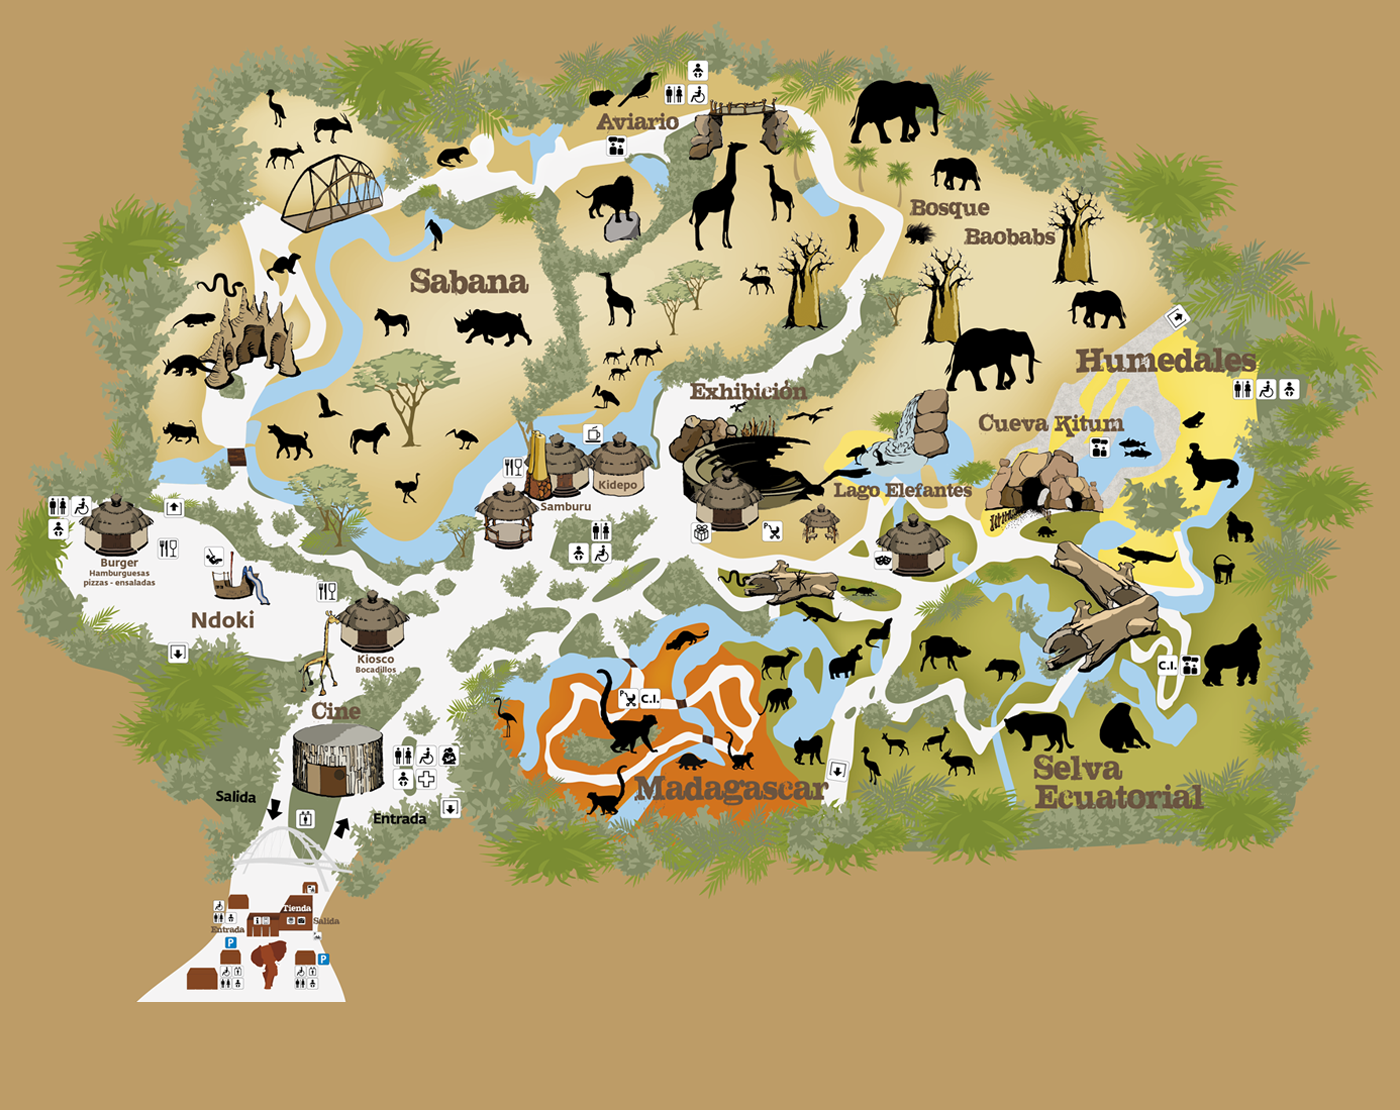 Aviario
Bosque
Baobabs
Sabana
Humedales
Exhibición
Cueva Kitum
Kidepo
Samburu
Lago Elefantes
Burger
Hamburguesas
pizzas - ensaladas
Ndoki
Kiosco
Bocadillos
C.I.
C.I.
Cine
Madagascar
Selva
Ecuatorial
Salida
Entrada
Tienda
Salida
Entrada
P
P